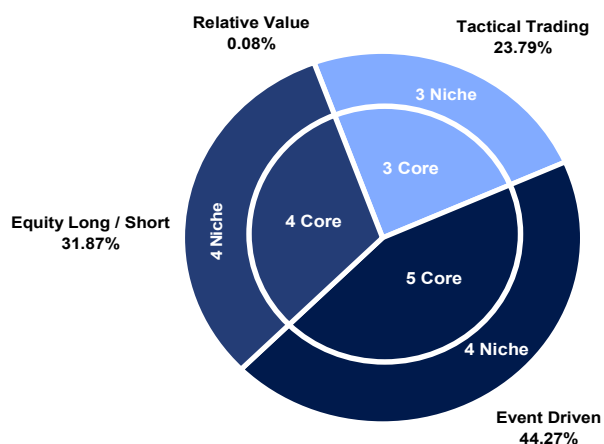 Relative Value
0.08%
Tactical Trading
23.79%
3 Niche
3 Core
Equity Long / Short
31.87%
4 Niche
4 Core
5 Core
4 Niche
Event Driven
44.27%